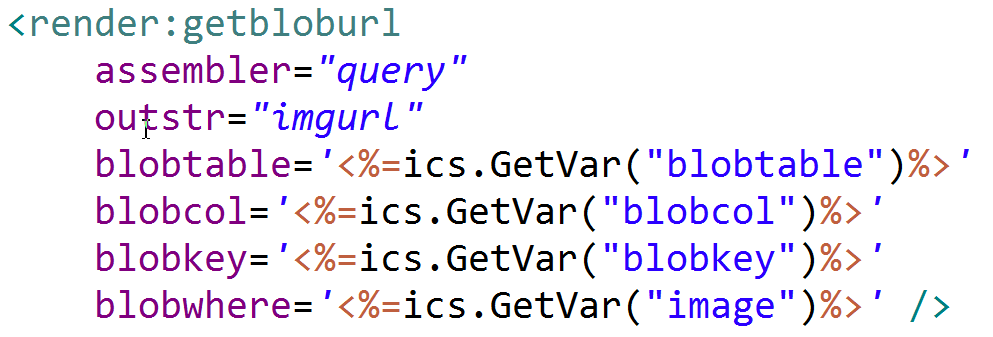 <render:getbloburl
    assembler="query"
    outstr="imgurl"
    blobtable='<%=ics.GetVar("blobtable")%>'
    blobcol='<%=ics.GetVar("blobcol")%>'
    blobkey='<%=ics.GetVar("blobkey")%>'
    blobwhere='<%=ics.GetVar("image")%>' />